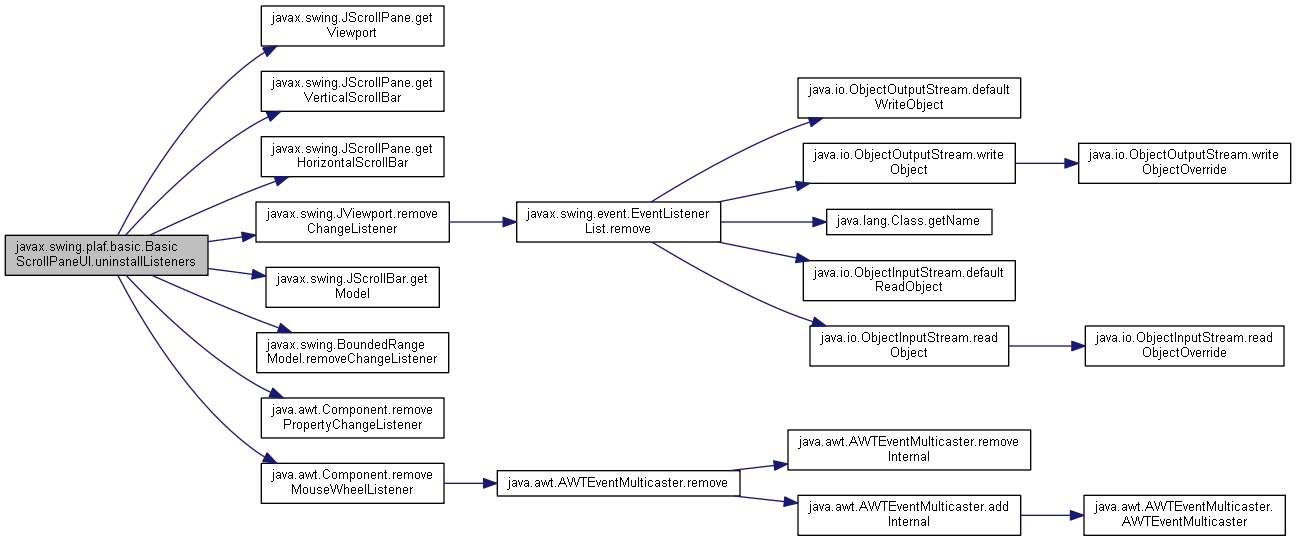 javax.swing.plaf.basic.Basic
ScrollPaneUI.uninstallListeners
javax.swing.JScrollPane.get
Viewport
javax.swing.JScrollPane.get
VerticalScrollBar
javax.swing.JScrollPane.get
HorizontalScrollBar
javax.swing.JViewport.remove
ChangeListener
javax.swing.JScrollBar.get
Model
javax.swing.BoundedRange
Model.removeChangeListener
java.awt.Component.remove
PropertyChangeListener
java.awt.Component.remove
MouseWheelListener
javax.swing.event.EventListener
List.remove
java.awt.AWTEventMulticaster.remove
java.io.ObjectOutputStream.default
WriteObject
java.io.ObjectOutputStream.write
Object
java.lang.Class.getName
java.io.ObjectInputStream.default
ReadObject
java.io.ObjectInputStream.read
Object
java.awt.AWTEventMulticaster.remove
Internal
java.awt.AWTEventMulticaster.add
Internal
java.io.ObjectOutputStream.write
ObjectOverride
java.io.ObjectInputStream.read
ObjectOverride
java.awt.AWTEventMulticaster.
AWTEventMulticaster